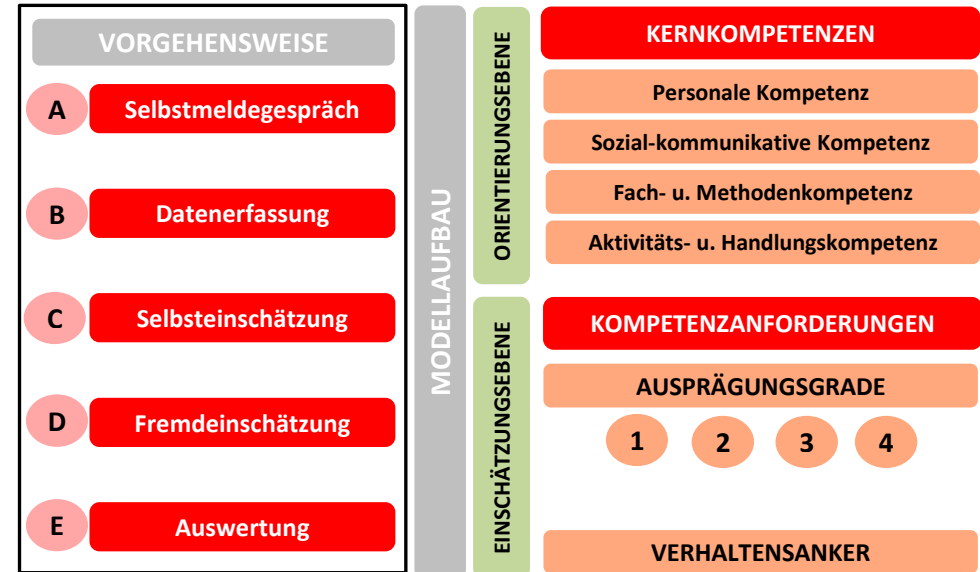 VORGEHENSWEISE
A
Selbstmeldegespräch
B
Datenerfassung
C
Selbsteinschätzung
D
Fremdeinschätzung
E
Auswertung
MODELLAUFBAU
ORIENTIERUNGSEBENE
KERNKOMPETENZEN
Personale Kompetenz
Sozial-kommunikative Kompetenz
Fach- u. Methodenkompetenz
Aktivitäts- u. Handlungskompetenz
EINSCHÄTZUNGSEBENE
KOMPETENZANFORDERUNGEN
AUSPRÄGUNGSGRADE
1 2 3 4
VERHALTENSANKER